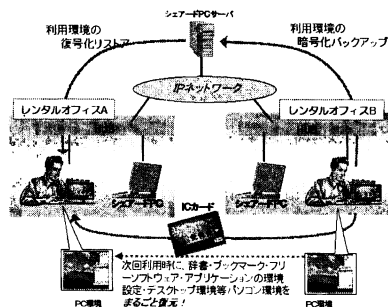 シェアードPCサーバ
利用環境の
復号化リストア
利用環境の
暗号化バックアップ
IPネットワーク
レンタルオフィスA
レンタルオフィスB
シェアードPC
シェアードPC
ICカード
次回利用時に、辞書・ブックマーク・フリ
ーソフトウェア・アプリケーションの環境
設定・デスクトップ環境等パソコン環境を
まるごと復元!
PC環境
PC環境